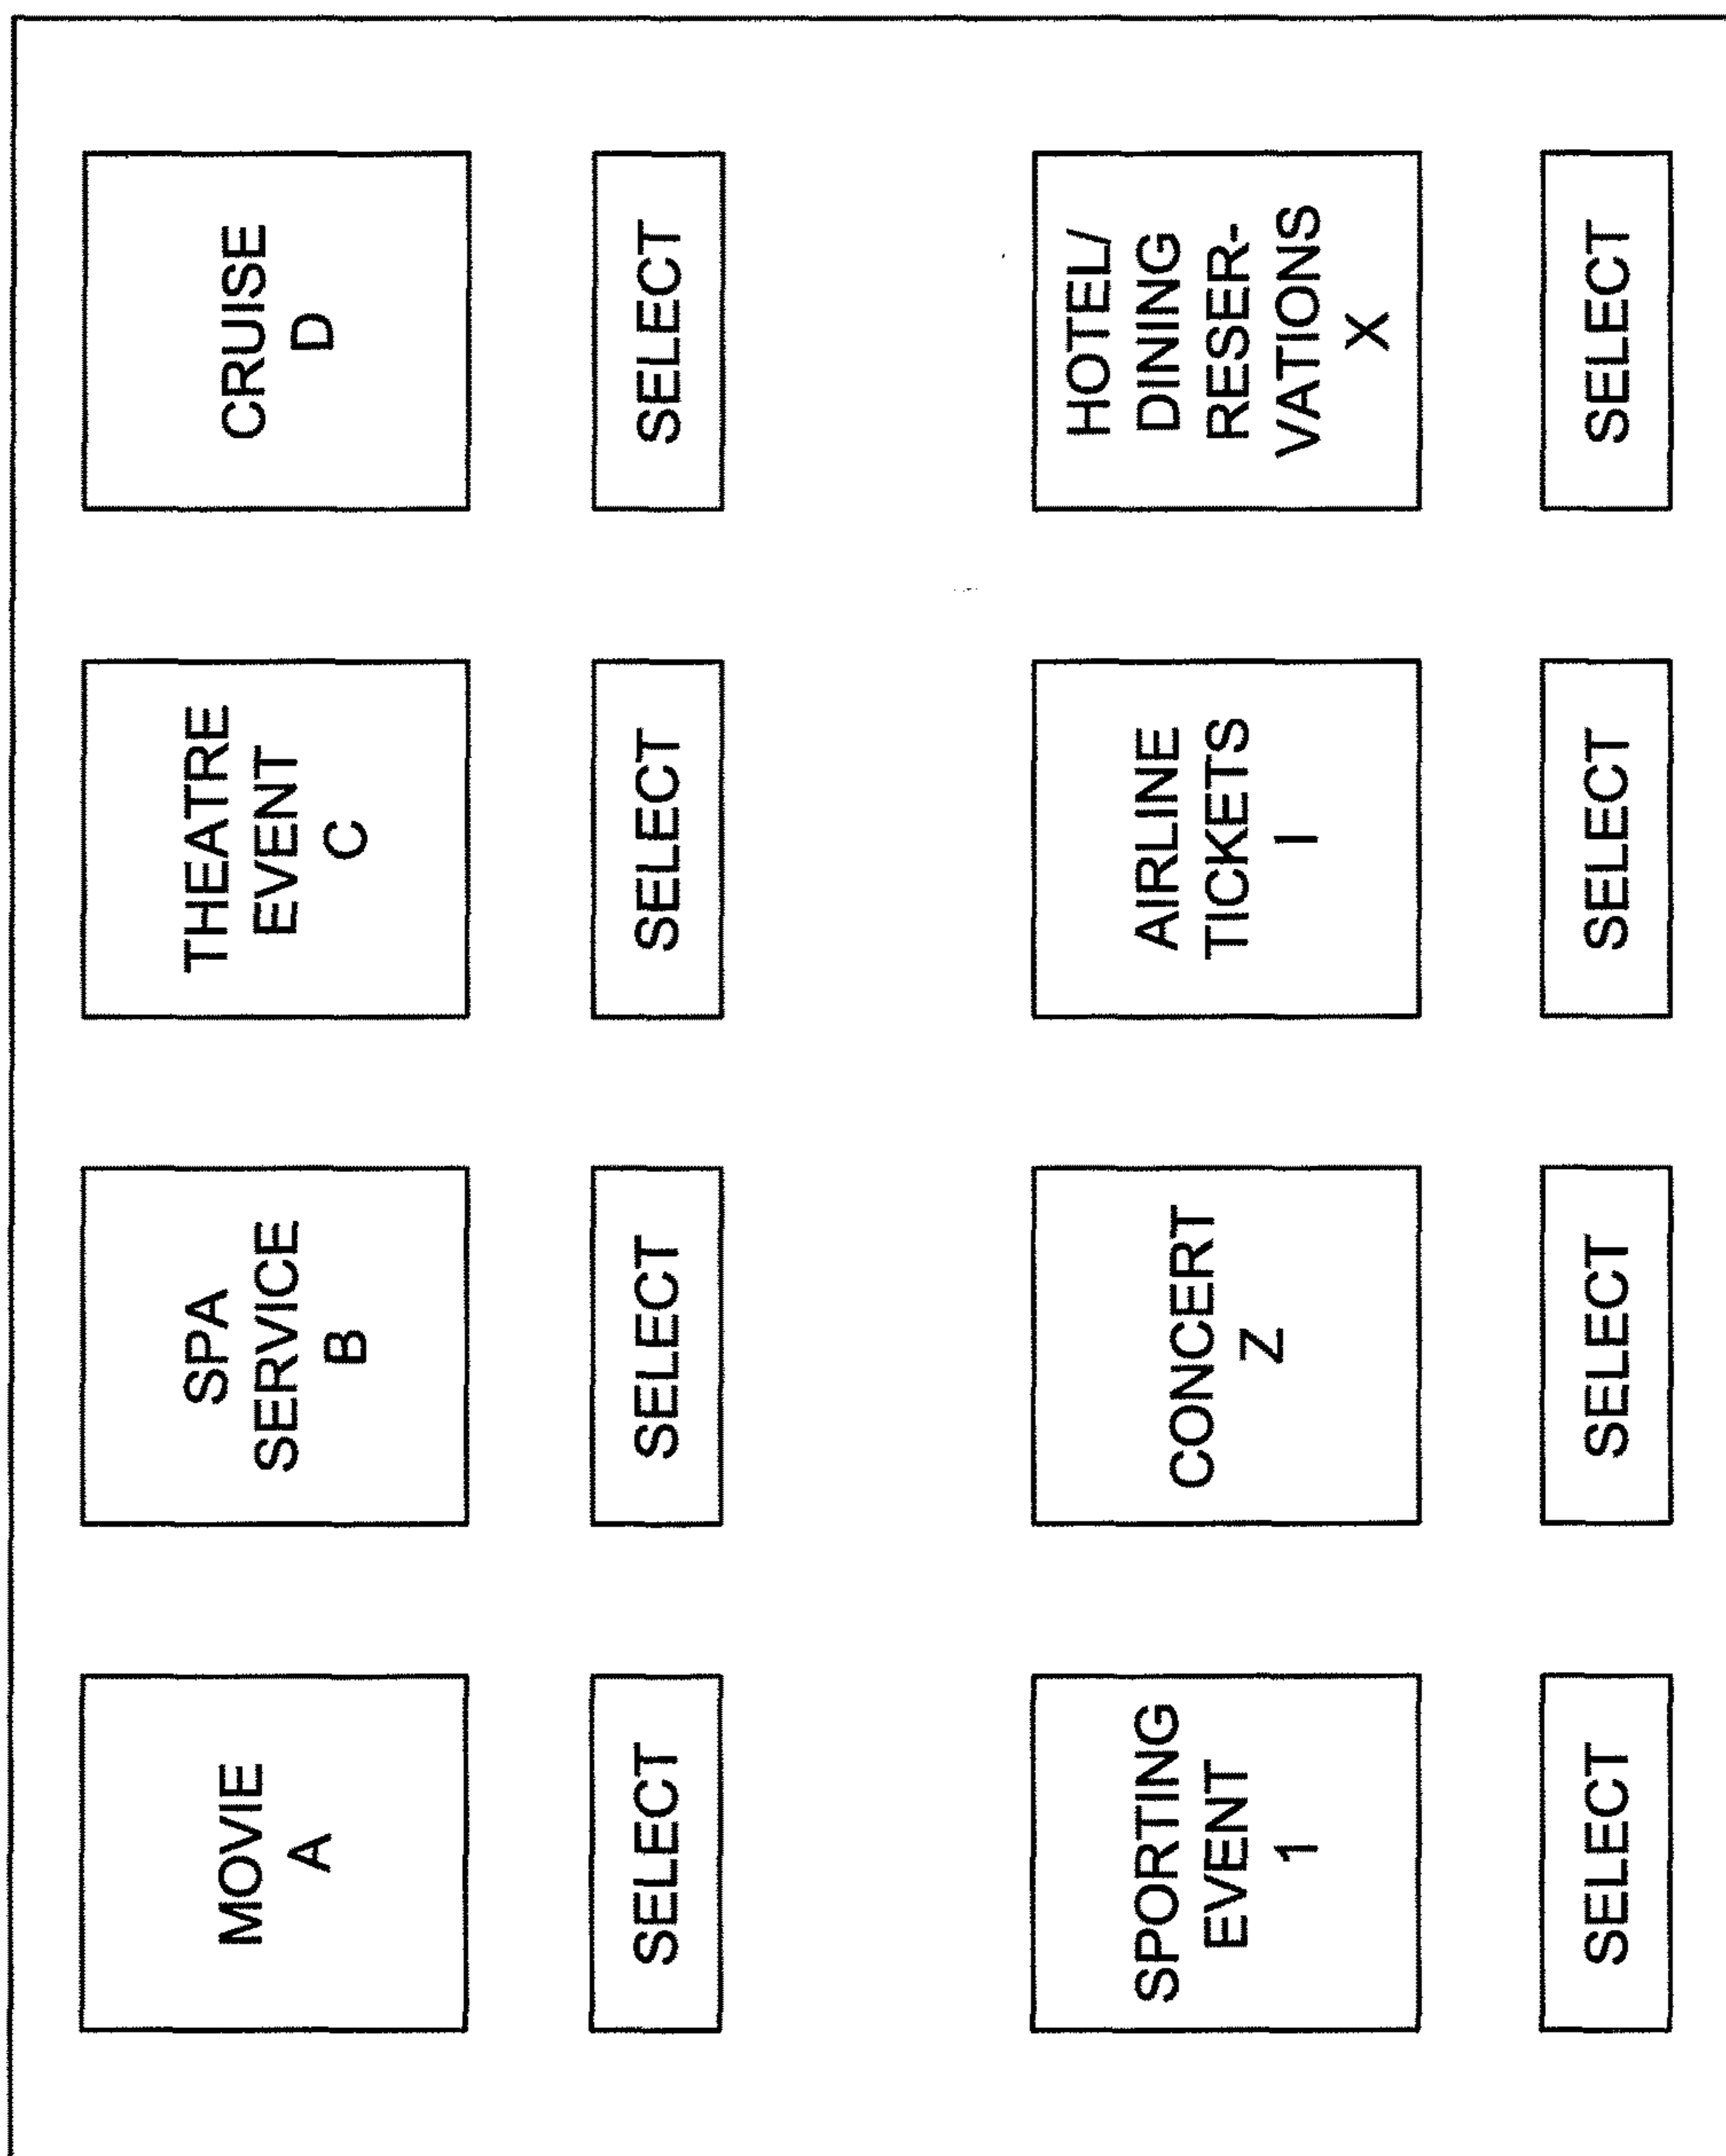 MOVIE
A
SELECT
SPA
SERVICE
B
SELECT
THEATRE
EVENT
C
SELECT
CRUISE
D
SELECT
SPORTING
EVENT
1
SELECT
CONCERT
Z
SELECT
AIRLINE
TICKETS
I
SELECT
HOTEL/
DINING
RESER-
VATIONS
X
SELECT